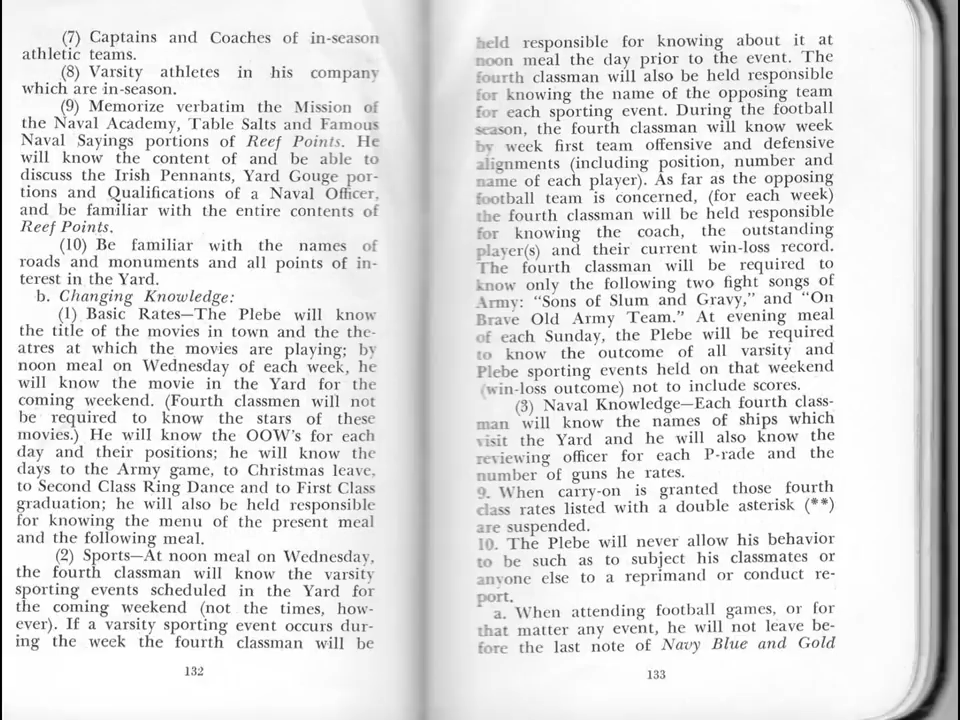 (7) Captains and Coaches of in-season
athletic teams.
(8) Varsity athletes in his company
which are in-season.
(9) Memorize verbatim the Mission of
the Naval Academy, Table Salts and Famous
Naval Sayings portions of Reef Points. He
will know the content of and be able to
discuss the Irish Pennants, Yard Gouge por-
tions and Qualifications of a Naval Officer,
and be familiar with the entire contents of
Reef Points.
(10) Be familiar with the names of
roads and monuments and all points of in-
terest in the Yard.
b. Changing Knowledge:
(1) Basic Rates—The Plebe will know
the title of the movies in town and the the-
atres at which the movies are playing; by
noon meal on Wednesday of each week, he
will know the movie in the Yard for the
coming weekend. (Fourth classmen will not
be required to know the stars of these
movies.) He will know the OOW's for each
day and their positions; he will know the
days to the Army game, to Christmas leave,
to Second Class Ring Dance and to First Class
graduation; he will also be held responsible
for knowing the menu of the present meal
and the following meal.
(2) Sports—At noon meal on Wednesday,
the fourth classman will know the varsity
sporting events scheduled in the Yard for
the coming weekend (not the times, how-
ever). If a varsity sporting event occurs dur-
ing the week the fourth classman will be
132
held responsible for knowing about it at
noon meal the day prior to the event. The
fourth classman will also be held responsible
for knowing the name of the opposing team
for each sporting event. During the football
season, the fourth classman will know week
by week first team offensive and defensive
alignments (including position, number and
name of each player). As far as the opposing
football team is concerned, (for each week)
the fourth classman will be held responsible
for knowing the coach, the outstanding
player(s) and their current win-loss record.
The fourth classman will be required to
know only the following two fight songs of
Army: “Sons of Slum and Gravy,” and “On
Brave Old Army Team.” At evening meal
of each Sunday, the Plebe will be required
to know the outcome of all varsity and
Plebe sporting events held on that weekend
(win-loss outcome) not to include scores.
(3) Naval Knowledge—Each fourth class-
man will know the names of ships which
visit the Yard and he will also know the
reviewing officer for each P-rade and the
number of guns he rates.
9. When carry-on is granted those fourth
class rates listed with a double asterisk (**)
are suspended.
10. The Plebe will never allow his behavior
to be such as to subject his classmates or
anyone else to a reprimand or conduct re-
port.
a. When attending football games, or for
that matter any event, he will not leave be-
fore the last note of Navy Blue and Gold
133